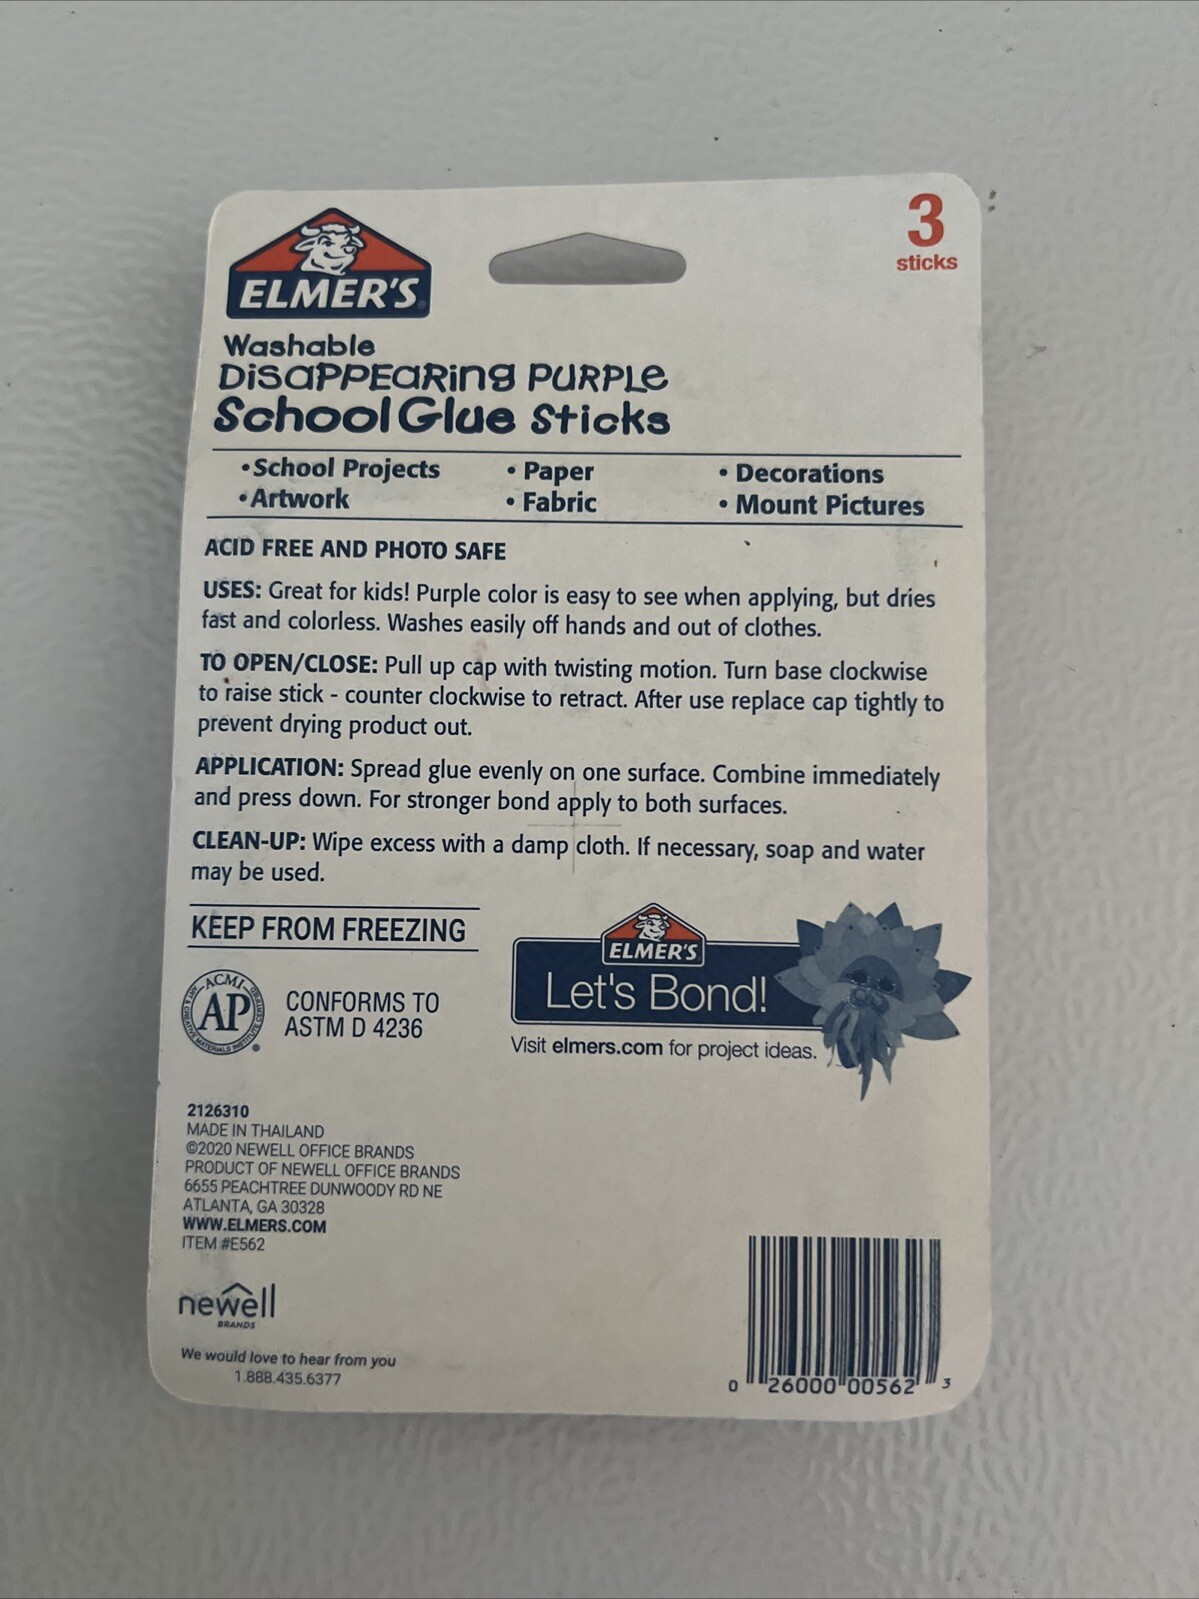 ELMER'S
3
sticks
Washable
DiSaPPEaRing PURPLe
School Glue Sticks
• School Projects
• Artwork
• Paper
• Fabric
• Decorations
• Mount Pictures
ACID FREE AND PHOTO SAFE
USES: Great for kids! Purple color is easy to see when applying, but dries
fast and colorless. Washes easily off hands and out of clothes.
TO OPEN/CLOSE: Pull up cap with twisting motion. Turn base clockwise
to raise stick - counter clockwise to retract. After use replace cap tightly to
prevent drying product out.
APPLICATION: Spread glue evenly on one surface. Combine immediately
and press down. For stronger bond apply to both surfaces.
CLEAN-UP: Wipe excess with a damp cloth. If necessary, soap and water
may be used.
KEEP FROM FREEZING
ACMI
AP
ART & CREATIVE MATERIALS INSTITUTE CERTIFIED
®
CONFORMS TO
ASTM D 4236
ELMER'S
Let's Bond!
Visit elmers.com for project ideas.
2126310
MADE IN THAILAND
©2020 NEWELL OFFICE BRANDS
PRODUCT OF NEWELL OFFICE BRANDS
6655 PEACHTREE DUNWOODY RD NE
ATLANTA, GA 30328
WWW.ELMERS.COM
ITEM #E562
newell
BRANDS
We would love to hear from you
1.888.435.6377
0 26000 00562 3